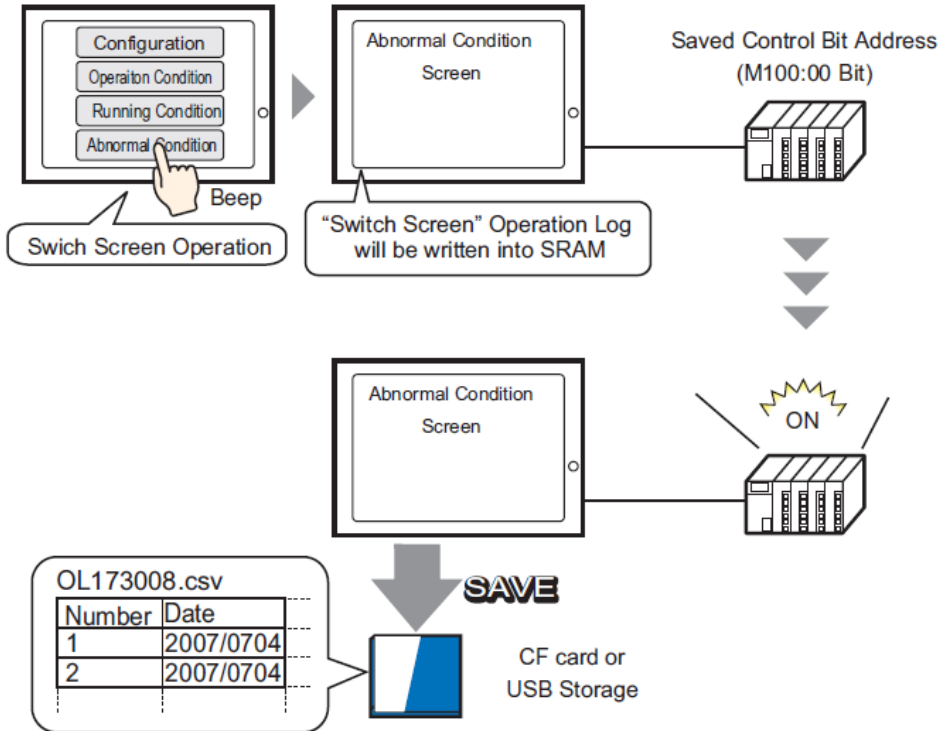 Configuration
Operaiton Condition
Running Condition
Abnormal Condition
Beep
Swich Screen Operation
Abnormal Condition
Screen
"Switch Screen" Operation Log
will be written into SRAM
Saved Control Bit Address
(M100:00 Bit)
Abnormal Condition
Screen
ON
SAVE
OL173008.csv
Number Date
1 2007/0704
2 2007/0704
CF card or
USB Storage